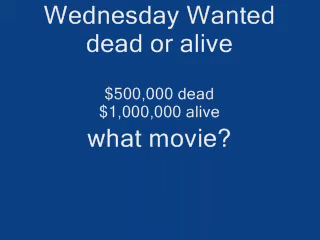 Wednesday Wanted
dead or alive
$500,000 dead
$1,000,000 alive
what movie?